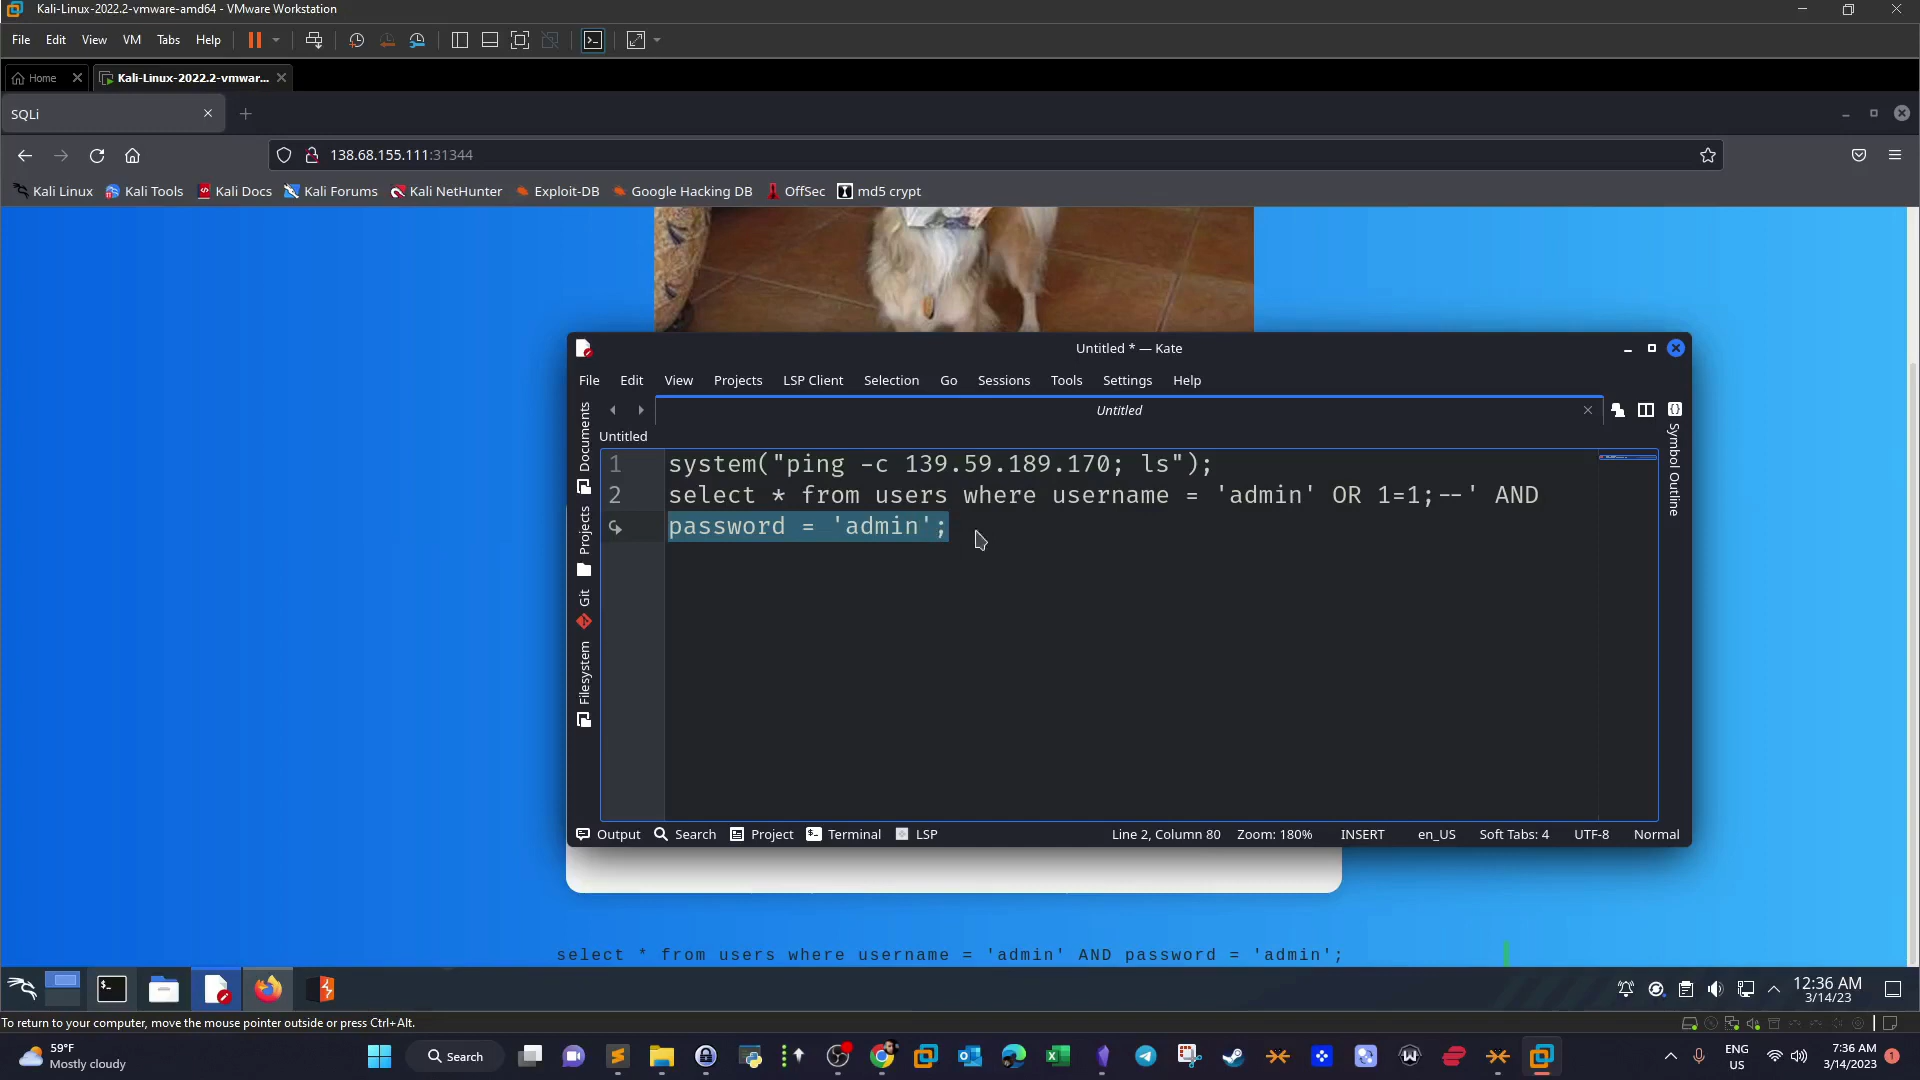 Kali-Linux-2022.2-vmware-amd64 - VMware Workstation
File Edit View VM Tabs Help
Home Kali-Linux-2022.2-vmwar...
SQLi
138.68.155.111:31344
Kali Linux Kali Tools Kali Docs Kali Forums Kali NetHunter Exploit-DB Google Hacking DB OffSec md5 crypt
Untitled * — Kate
File Edit View Projects LSP Client Selection Go Sessions Tools Settings Help
Untitled
Untitled
Documents
Projects
Git
Filesystem
Symbol Outline
1 system("ping -c 139.59.189.170; ls");
2 select * from users where username = 'admin' OR 1=1;--' AND
password = 'admin';
Output Search Project Terminal LSP Line 2, Column 80 Zoom: 180% INSERT en_US Soft Tabs: 4 UTF-8 Normal
select * from users where username = 'admin' AND password = 'admin';
12:36 AM
3/14/23
To return to your computer, move the mouse pointer outside or press Ctrl+Alt.
59°F
Mostly cloudy
Search
ENG
US
7:36 AM
3/14/2023
1